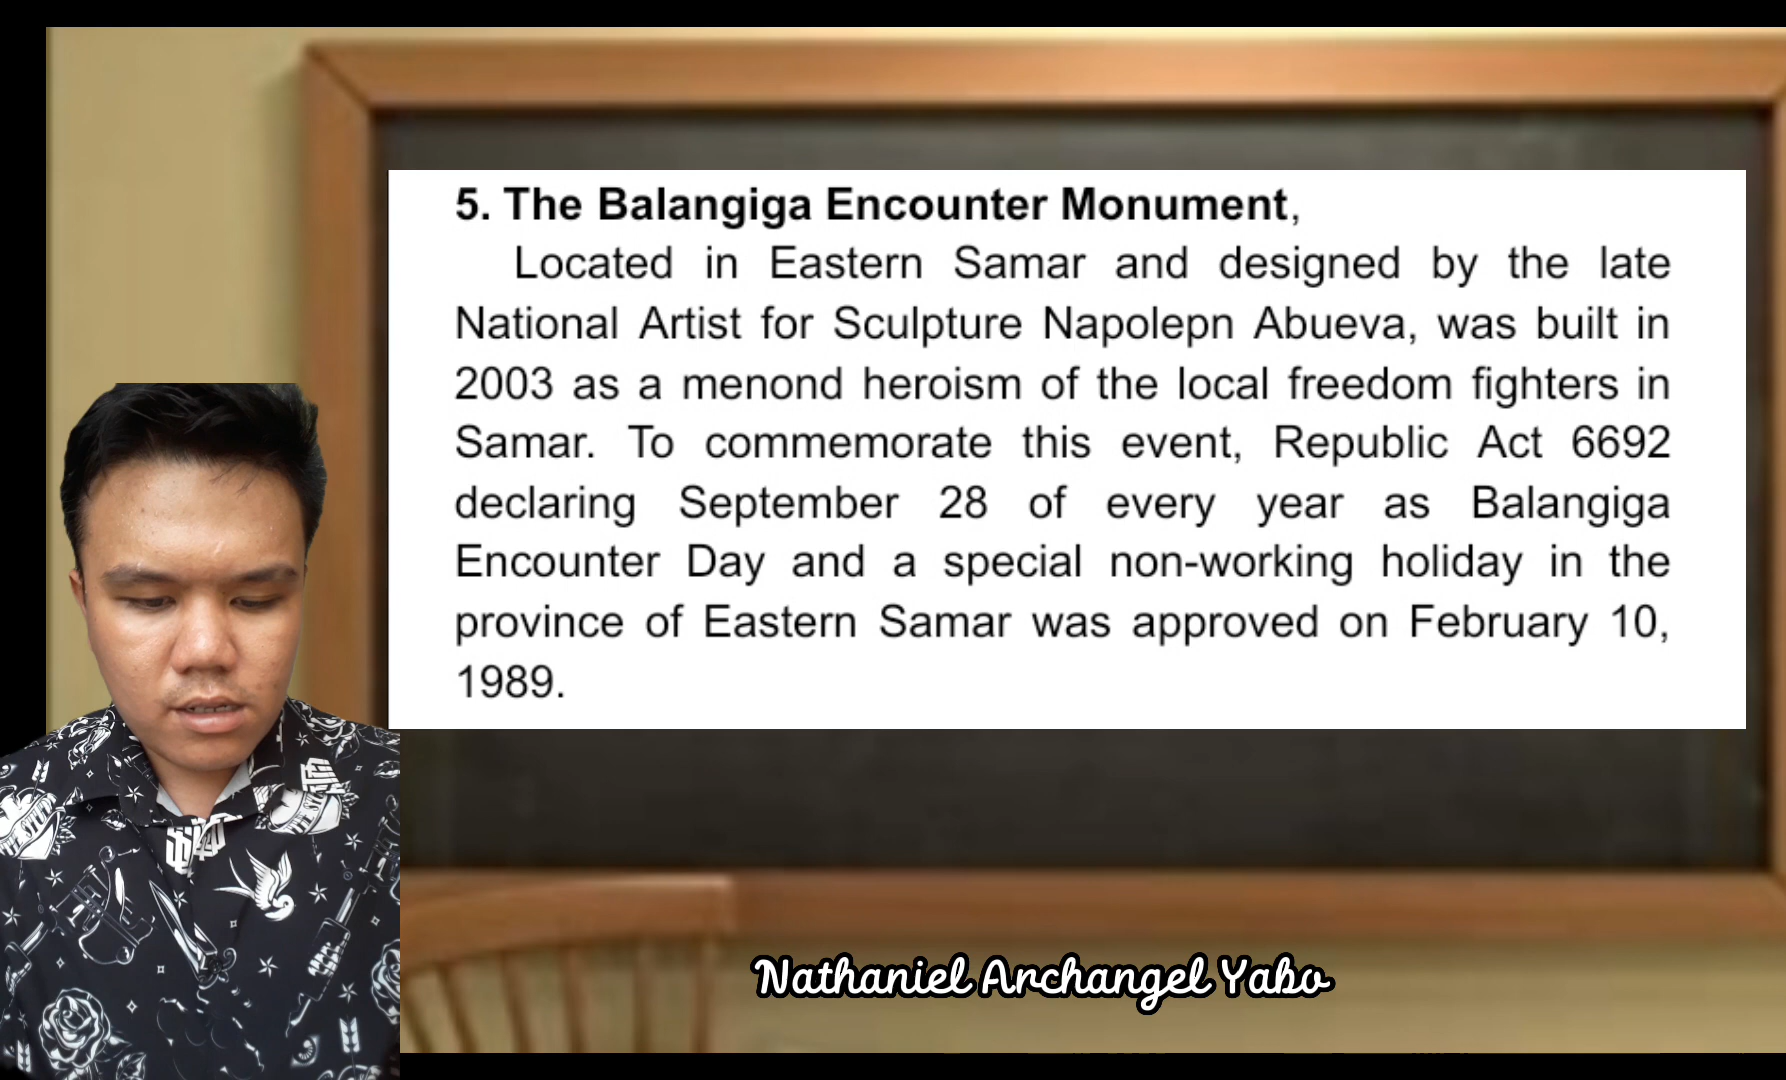 5. The Balangiga Encounter Monument,
Located in Eastern Samar and designed by the late
National Artist for Sculpture Napolepn Abueva, was built in
2003 as a menond heroism of the local freedom fighters in
Samar. To commemorate this event, Republic Act 6692
declaring September 28 of every year as Balangiga
Encounter Day and a special non-working holiday in the
province of Eastern Samar was approved on February 10,
1989.
Nathaniel Archangel Yabo